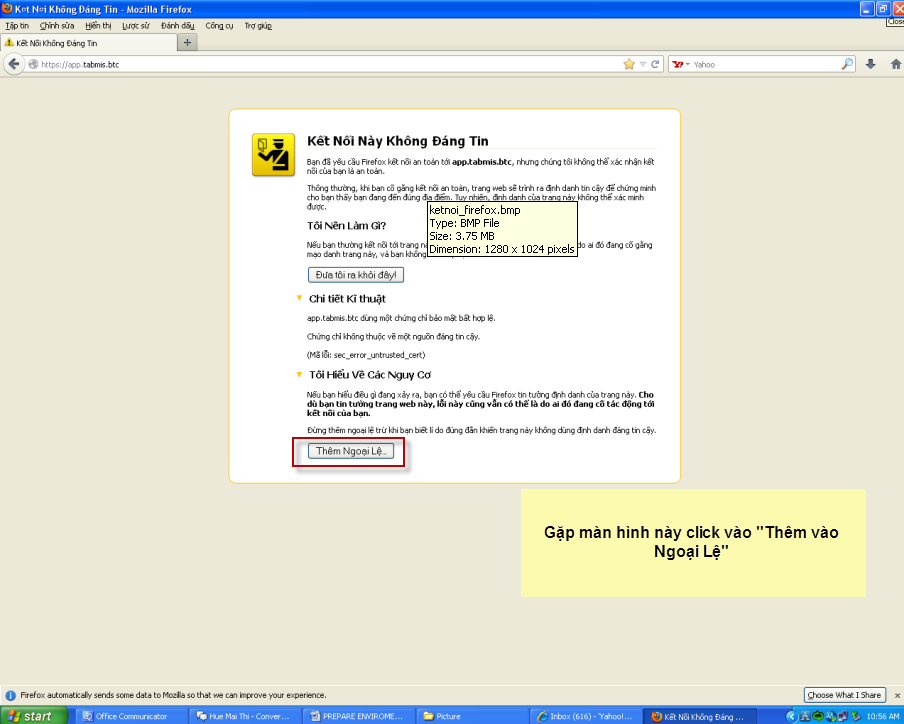 Kết Nối Không Đáng Tin - Mozilla Firefox
Close
Tập tin Chỉnh sửa Hiển thị Lược sử Đánh dấu Công cụ Trợ giúp
Kết Nối Không Đáng Tin
https://app.tabmis.btc
Yahoo
Kết Nối Này Không Đáng Tin
Bạn đã yêu cầu Firefox kết nối an toàn tới app.tabmis.btc, nhưng chúng tôi không thể xác nhận kết
nối của bạn là an toàn.
Thông thường, khi bạn cố gắng kết nối an toàn, trang web sẽ trình ra định danh tin cậy để chứng minh
cho bạn thấy bạn đang đến đúng địa điểm. Tuy nhiên, định danh của trang này không thể xác minh
được.
ketnoi_firefox.bmp
Type: BMP File
Size: 3.75 MB
Dimension: 1280 x 1024 pixels
Tôi Nên Làm Gì?
Nếu bạn thường kết nối tới trang do ai đó đang cố gắng
mạo danh trang này, và bạn không
Đưa tôi ra khỏi đây!
Chi tiết Kĩ thuật
app.tabmis.btc dùng một chứng chỉ bảo mật bất hợp lệ.
Chứng chỉ không thuộc về một nguồn đáng tin cậy.
(Mã lỗi: sec_error_untrusted_cert)
Tôi Hiểu Về Các Nguy Cơ
Nếu bạn hiểu điều gì đang xảy ra, bạn có thể yêu cầu Firefox tin tưởng định danh của trang này. Cho
dù bạn tin tưởng trang web này, lỗi này cũng vẫn có thể là do ai đó đang có tác động tới
kết nối của bạn.
Đừng thêm ngoại lệ trừ khi bạn biết lí do đúng đắn khiến trang này không dùng định danh đáng tin cậy.
Thêm Ngoại Lệ...
Gặp màn hình này click vào "Thêm vào
Ngoại Lệ"
Firefox automatically sends some data to Mozilla so that we can improve your experience.
Choose What I Share
start
Office Communicator
Hue Mai Thi - Conver...
PREPARE ENVIROME...
Picture
Inbox (616) - 'Yahoo!...
Kết Nối Không Đáng ...
10:56 AM